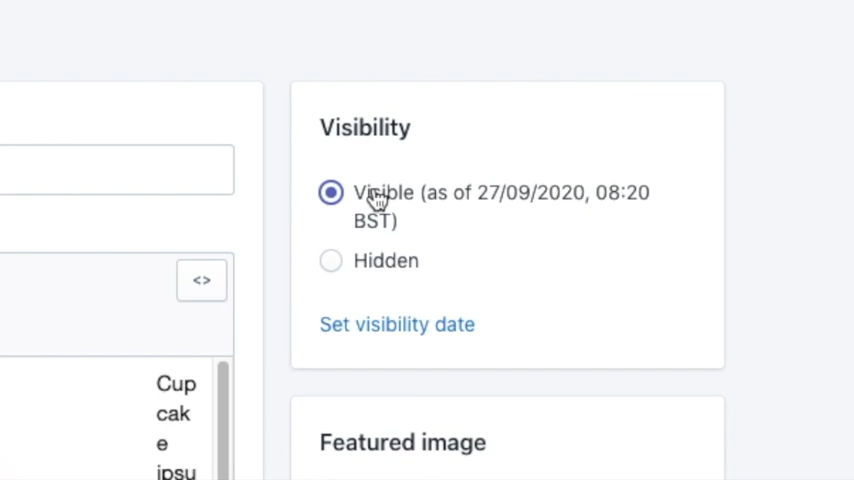 Visibility
Visible (as of 27/09/2020, 08:20
BST)
Hidden
<>
Set visibility date
Cup
cak
e
ipsu
Featured image